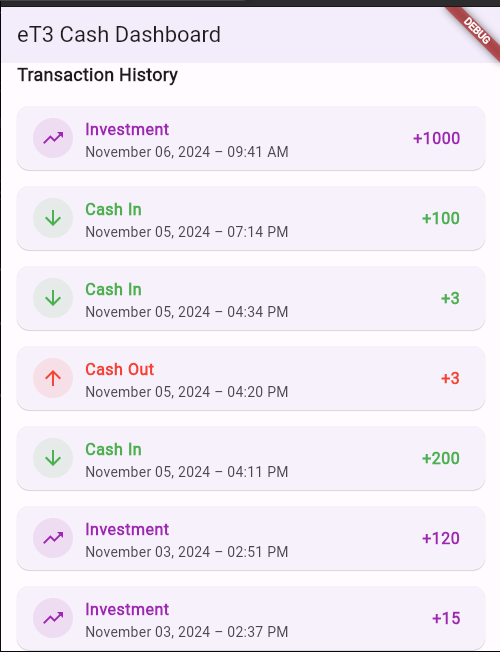 eT3 Cash Dashboard
DEBUG
Transaction History
Investment
November 06, 2024 – 09:41 AM
+1000
Cash In
November 05, 2024 – 07:14 PM
+100
Cash In
November 05, 2024 – 04:34 PM
+3
Cash Out
November 05, 2024 – 04:20 PM
+3
Cash In
November 05, 2024 – 04:11 PM
+200
Investment
November 03, 2024 – 02:51 PM
+120
Investment
November 03, 2024 – 02:37 PM
+15